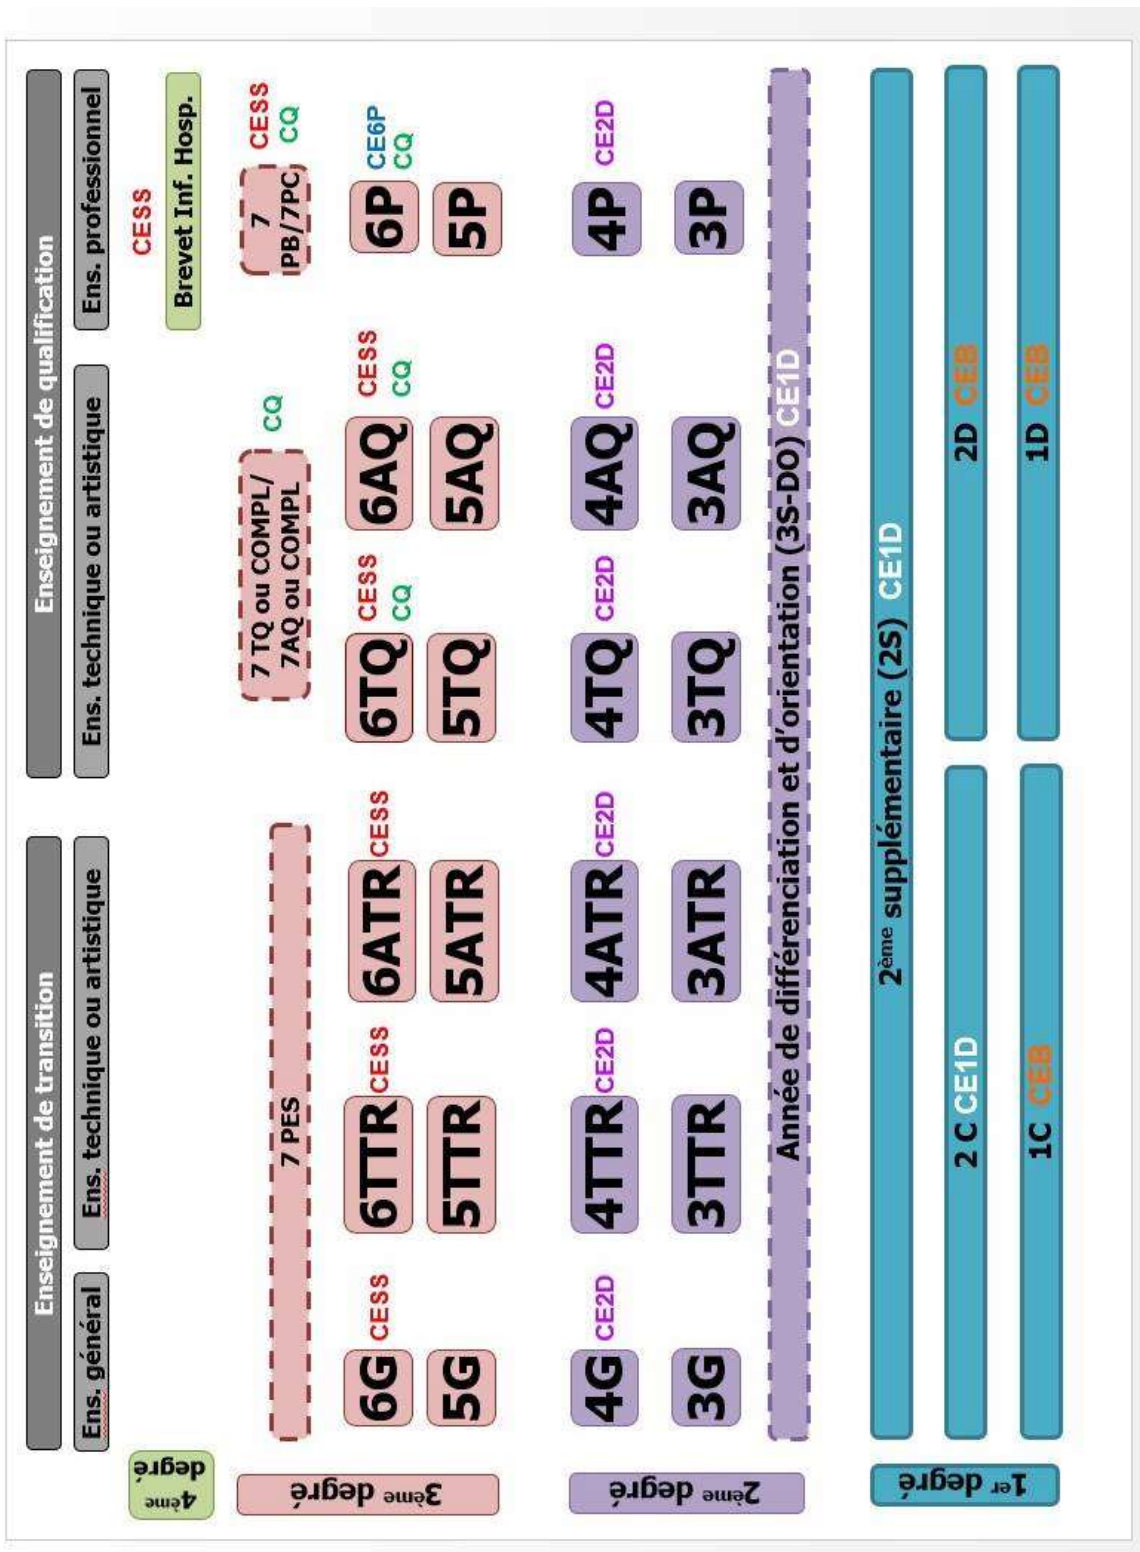 Enseignement de transition
Enseignement de qualification
Ens. général
Ens. technique ou artistique
Ens. technique ou artistique
Ens. professionnel
4ème
degré
CESS
Brevet Inf. Hosp.
3ème degré
7 PES
7 TQ ou COMPL/
7AQ ou COMPL
CQ
7
PB/7PC
CESS
CQ
6G CESS
6TTR CESS
6ATR CESS
6TQ CESS
CQ
6AQ CESS
CQ
6P CE6P
CQ
5G
5TTR
5ATR
5TQ
5AQ
5P
2ème degré
4G CE2D
4TTR CE2D
4ATR CE2D
4TQ CE2D
4AQ CE2D
4P CE2D
3G
3TTR
3ATR
3TQ
3AQ
3P
Année de différenciation et d'orientation (3S-DO) CE1D
1er degré
2ème supplémentaire (2S) CE1D
2 C CE1D
2D CEB
1C CEB
1D CEB